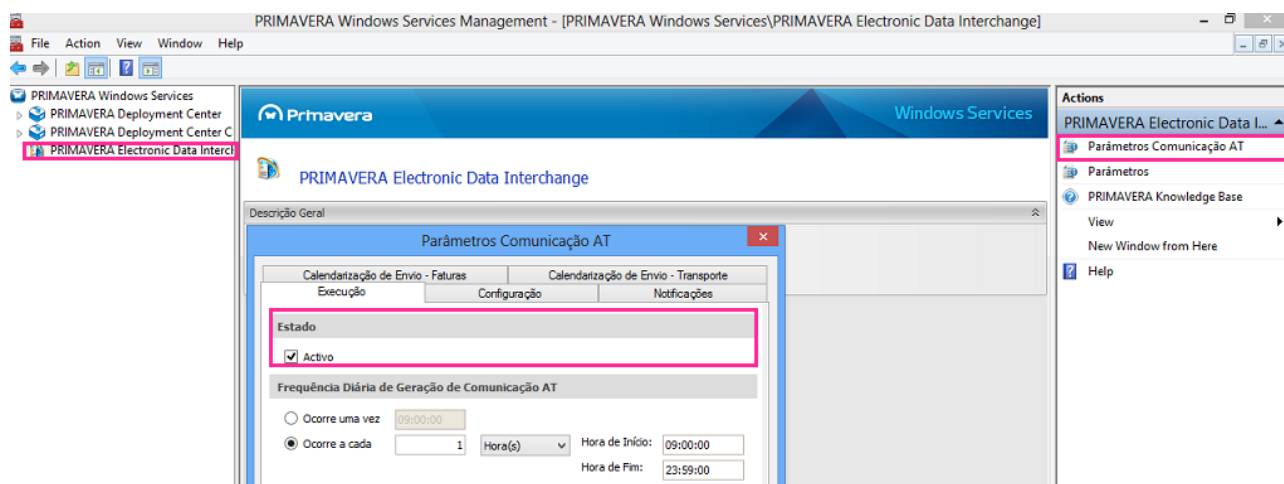 PRIMAVERA Windows Services Management - [PRIMAVERA Windows Services\PRIMAVERA Electronic Data Interchange]
File Action View Window Help
PRIMAVERA Windows Services
PRIMAVERA Deployment Center
PRIMAVERA Deployment Center C
PRIMAVERA Electronic Data Interch
Primavera
Windows Services
PRIMAVERA Electronic Data Interchange
Descrição Geral
Parâmetros Comunicação AT
Calendarização de Envio - Faturas
Calendarização de Envio - Transporte
Execução
Configuração
Notificações
Estado
Activo
Frequência Diária de Geração de Comunicação AT
Ocorre uma vez 09:00:00
Ocorre a cada 1 Hora(s) Hora de Início: 09:00:00
Hora de Fim: 23:59:00
Actions
PRIMAVERA Electronic Data I...
Parâmetros Comunicação AT
Parâmetros
PRIMAVERA Knowledge Base
View
New Window from Here
Help